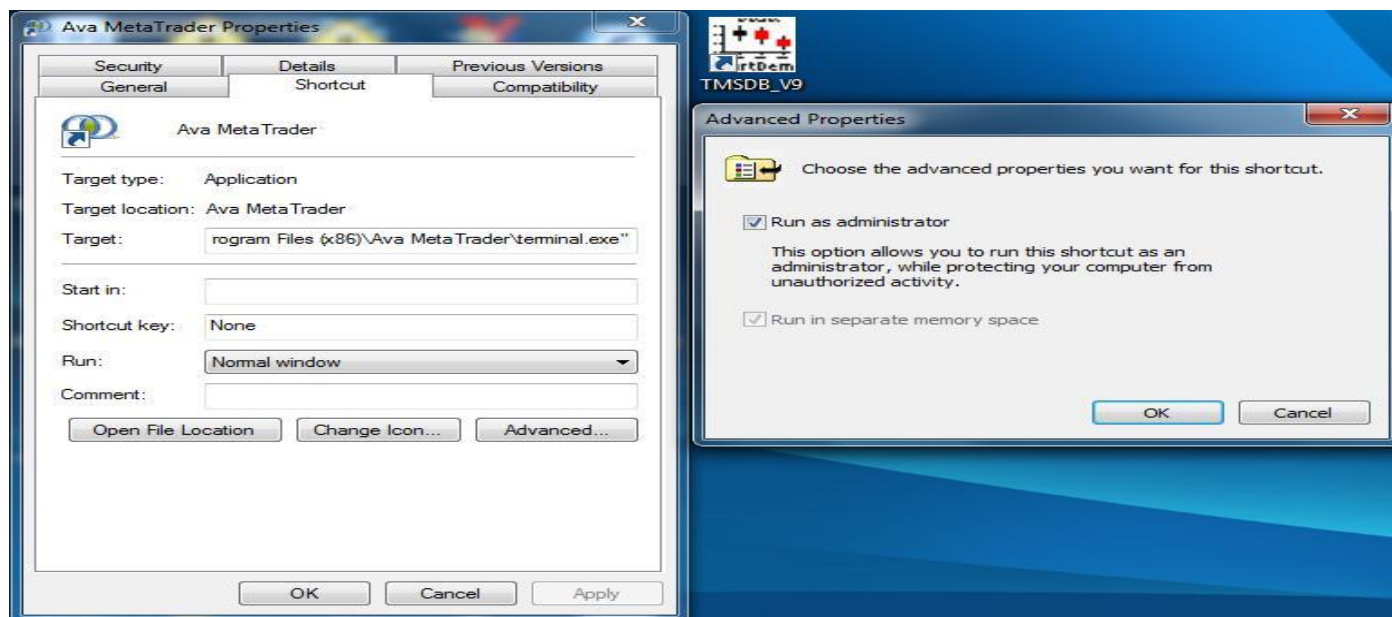 Ava MetaTrader Properties
Security
Details
Previous Versions
General
Shortcut
Compatibility
Ava MetaTrader
Target type: Application
Target location: Ava MetaTrader
Target: rogram Files (x86)\Ava MetaTrader\terminal.exe"
Start in:
Shortcut key: None
Run: Normal window
Comment:
Open File Location
Change Icon...
Advanced...
OK
Cancel
Apply
TMSDB_V9
Advanced Properties
Choose the advanced properties you want for this shortcut.
Run as administrator
This option allows you to run this shortcut as an
administrator, while protecting your computer from
unauthorized activity.
Run in separate memory space
OK
Cancel